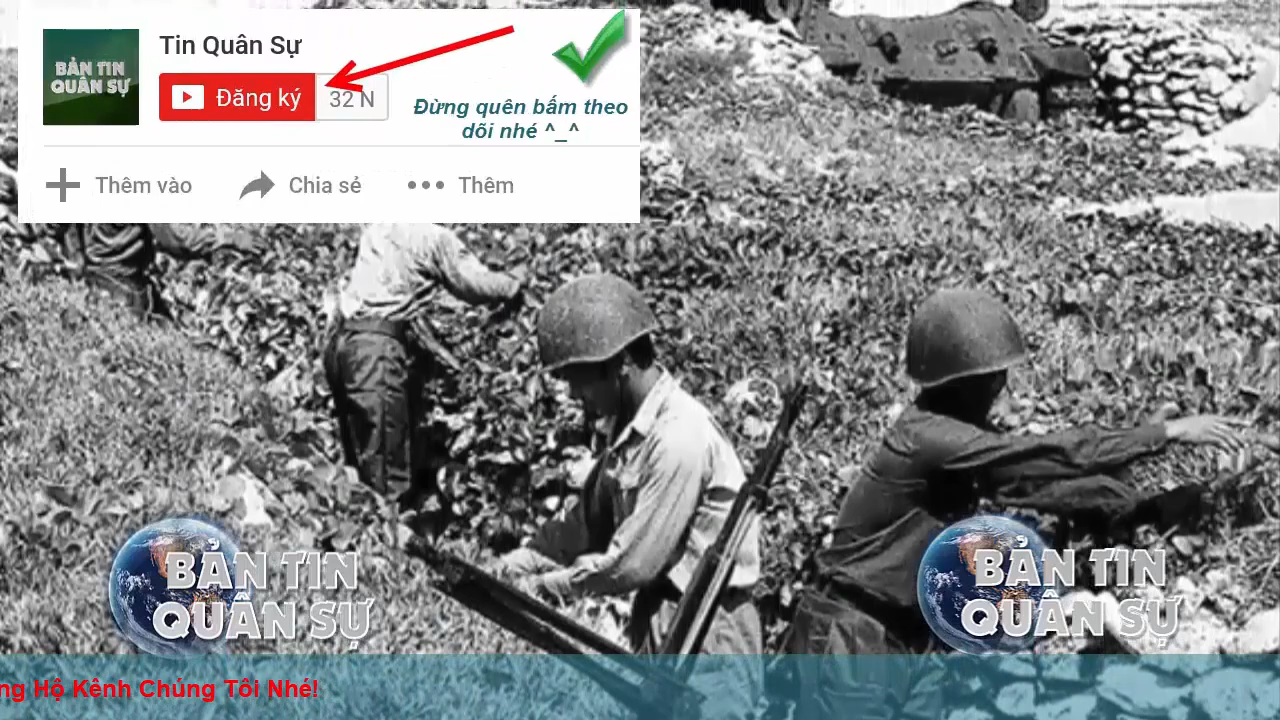 Tin Quân Sự
BẢN TIN
QUÂN SỰ
Đăng ký
32 N
Đừng quên bấm theo
dõi nhé ^_^
Thêm vào
Chia sẻ
Thêm
BẢN TIN
QUÂN SỰ
BẢN TIN
QUÂN SỰ
Hộ Kênh Chúng Tôi Nhé!